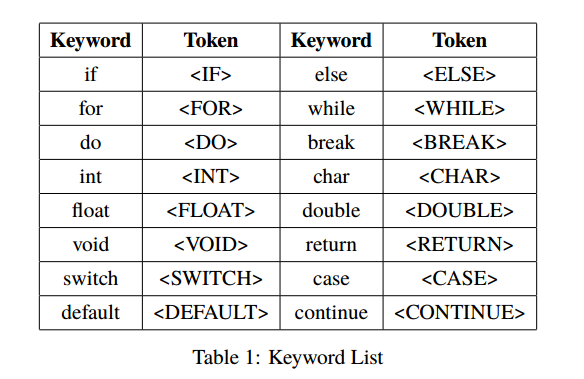 Keyword Token Keyword Token
if <IF> else <ELSE>
for <FOR> while <WHILE>
do <DO> break <BREAK>
int <INT> char <CHAR>
float <FLOAT> double <DOUBLE>
void <VOID> return <RETURN>
switch <SWITCH> case <CASE>
default <DEFAULT> continue <CONTINUE>
Table 1: Keyword List